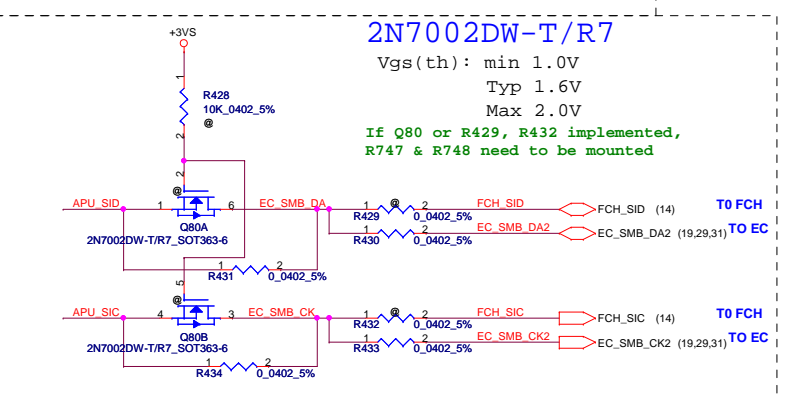 +3VS
2N7002DW-T/R7
Vgs(th): min 1.0V
Typ 1.6V
Max 2.0V
If Q80 or R429, R432 implemented,
R747 & R748 need to be mounted
1
R428
10K_0402_5%
@
2
2
@
APU_SID 1 6 EC_SMB_DA 1 @ 2 FCH_SID FCH_SID (14) T0 FCH
Q80A R429 0_0402_5%
2N7002DW-T/R7_SOT363-6 1 2 EC_SMB_DA2 EC_SMB_DA2 (19,29,31) TO EC
R430 0_0402_5%
1 2
R431 0_0402_5%
5
@
APU_SIC 4 3 EC_SMB_CK 1 @ 2 FCH_SIC FCH_SIC (14) T0 FCH
Q80B R432 0_0402_5%
2N7002DW-T/R7_SOT363-6 1 2 EC_SMB_CK2 EC_SMB_CK2 (19,29,31) TO EC
R433 0_0402_5%
1 2
R434 0_0402_5%